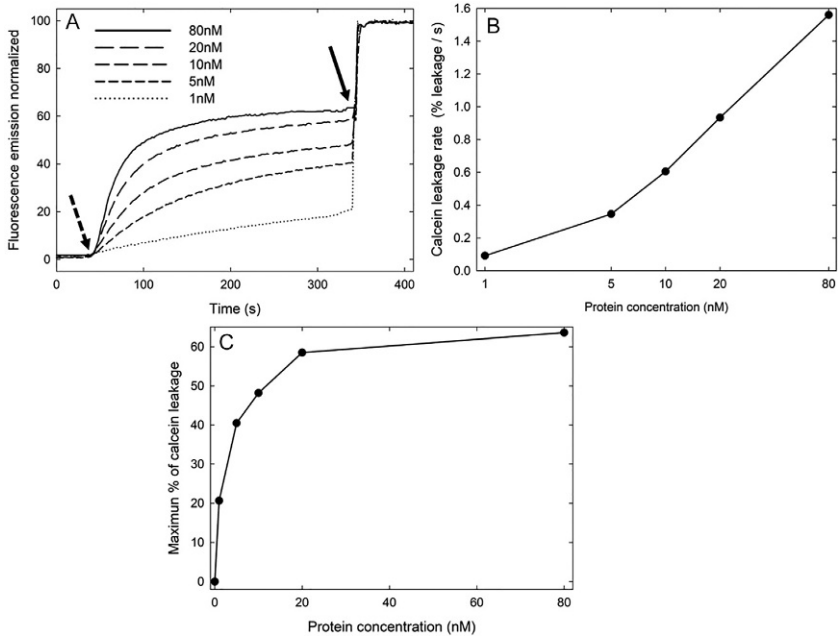 A
Fluorescence emission normalized
100
80
60
40
20
0
80nM
20nM
10nM
5nM
1nM
0 100 200 300 400
Time (s)
B
Calcein leakage rate (% leakage / s)
1.6
1.4
1.2
1.0
0.8
0.6
0.4
0.2
0.0
1 5 10 20 80
Protein concentration (nM)
C
Maximun % of calcein leakage
60
50
40
30
20
10
0
0 20 40 60 80
Protein concentration (nM)